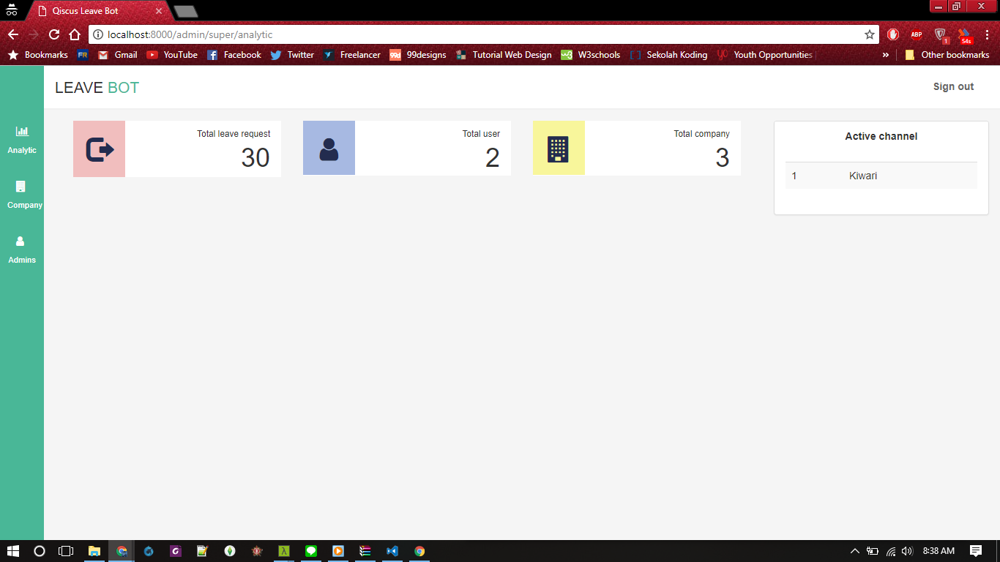 Qiscus Leave Bot
localhost:8000/admin/super/analytic
ABP
1
54s
Bookmarks
FR
Gmail
YouTube
Facebook
Twitter
Freelancer
99d
99designs
Tutorial Web Design
W3schools
Sekolah Koding
Youth Opportunities
»
Other bookmarks
LEAVE BOT
Sign out
Analytic
Company
Admins
Total leave request
30
Total user
2
Total company
3
Active channel
1 Kiwari
8:38 AM